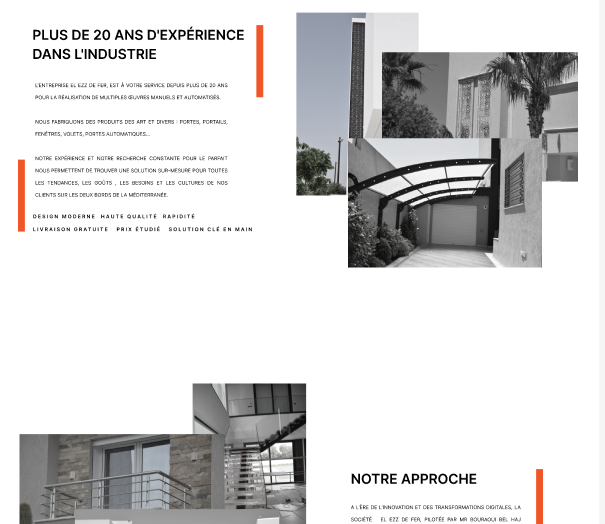 PLUS DE 20 ANS D'EXPÉRIENCE
DANS L'INDUSTRIE
L'ENTREPRISE EL EZZ DE FER, EST À VOTRE SERVICE DEPUIS PLUS DE 20 ANS
POUR LA RÉALISATION DE MULTIPLES ŒUVRES MANUELS ET AUTOMATISÉS.
NOUS FABRIQUONS DES PRODUITS DES ART ET DIVERS : PORTES, PORTAILS,
FENÊTRES, VOLETS, PORTES AUTOMATIQUES...
NOTRE EXPÉRIENCE ET NOTRE RECHERCHE CONSTANTE POUR LE PARFAIT
NOUS PERMETTENT DE TROUVER UNE SOLUTION SUR-MESURE POUR TOUTES
LES TENDANCES, LES GOÛTS , LES BESOINS ET LES CULTURES DE NOS
CLIENTS SUR LES DEUX BORDS DE LA MÉDITERRANÉE.
DESIGN MODERNE HAUTE QUALITÉ RAPIDITÉ
LIVRAISON GRATUITE PRIX ÉTUDIÉ SOLUTION CLÉ EN MAIN
NOTRE APPROCHE
A L'ÈRE DE L'INNOVATION ET DES TRANSFORMATIONS DIGITALES, LA
SOCIÉTÉ EL EZZ DE FER, PILOTÉE PAR MR BOURAOUI BEL HAJ